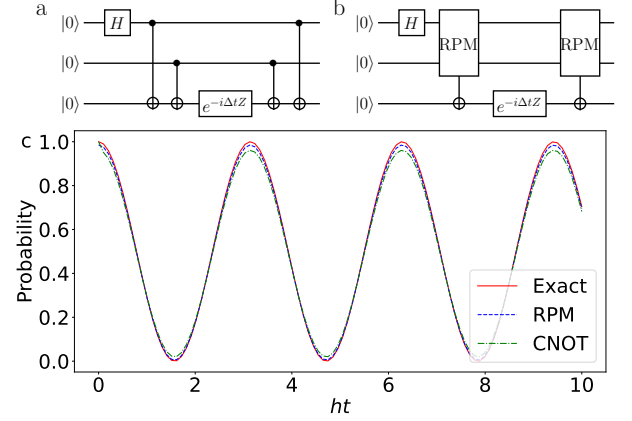 a b
|0⟩ H |0⟩ H
|0⟩ RPM RPM
|0⟩ |0⟩
|0⟩ e^{-iΔtZ} |0⟩ e^{-iΔtZ}
c
1.0
0.8
0.6
0.4
0.2
0.0
Probability
Exact
RPM
CNOT
0 2 4 6 8 10
ht